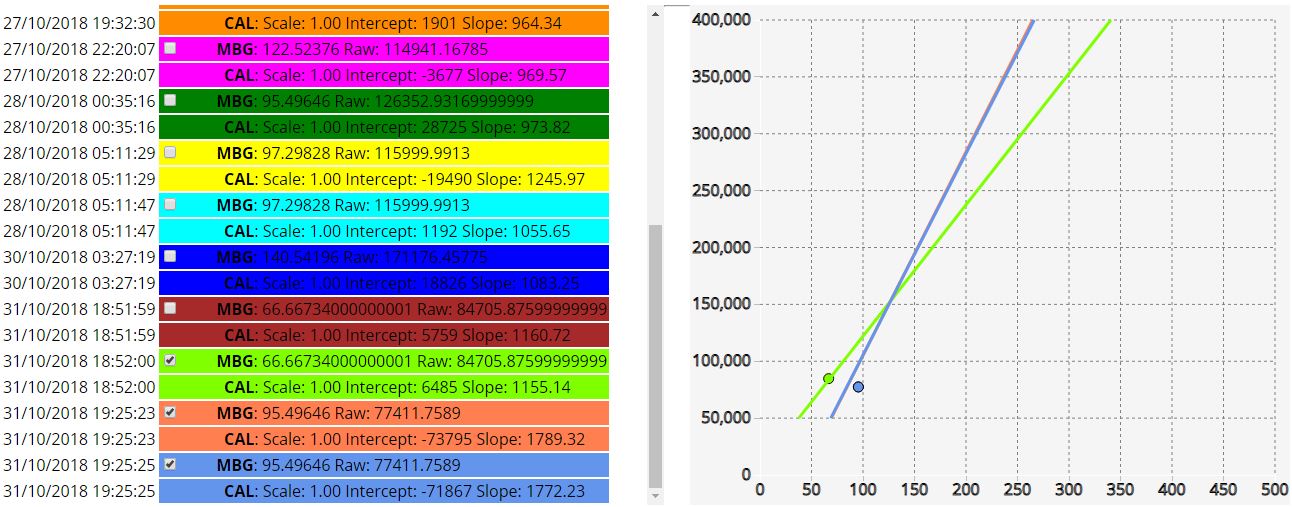 27/10/2018 19:32:30 CAL: Scale: 1.00 Intercept: 1901 Slope: 964.34
27/10/2018 22:20:07 MBG: 122.52376 Raw: 114941.16785
27/10/2018 22:20:07 CAL: Scale: 1.00 Intercept: -3677 Slope: 969.57
28/10/2018 00:35:16 MBG: 95.49646 Raw: 126352.93169999999
28/10/2018 00:35:16 CAL: Scale: 1.00 Intercept: 28725 Slope: 973.82
28/10/2018 05:11:29 MBG: 97.29828 Raw: 115999.9913
28/10/2018 05:11:29 CAL: Scale: 1.00 Intercept: -19490 Slope: 1245.97
28/10/2018 05:11:47 MBG: 97.29828 Raw: 115999.9913
28/10/2018 05:11:47 CAL: Scale: 1.00 Intercept: 1192 Slope: 1055.65
30/10/2018 03:27:19 MBG: 140.54196 Raw: 171176.45775
30/10/2018 03:27:19 CAL: Scale: 1.00 Intercept: 18826 Slope: 1083.25
31/10/2018 18:51:59 MBG: 66.66734000000001 Raw: 84705.87599999999
31/10/2018 18:51:59 CAL: Scale: 1.00 Intercept: 5759 Slope: 1160.72
31/10/2018 18:52:00 MBG: 66.66734000000001 Raw: 84705.87599999999
31/10/2018 18:52:00 CAL: Scale: 1.00 Intercept: 6485 Slope: 1155.14
31/10/2018 19:25:23 MBG: 95.49646 Raw: 77411.7589
31/10/2018 19:25:23 CAL: Scale: 1.00 Intercept: -73795 Slope: 1789.32
31/10/2018 19:25:25 MBG: 95.49646 Raw: 77411.7589
31/10/2018 19:25:25 CAL: Scale: 1.00 Intercept: -71867 Slope: 1772.23
400,000
350,000
300,000
250,000
200,000
150,000
100,000
50,000
0
0 50 100 150 200 250 300 350 400 450 500